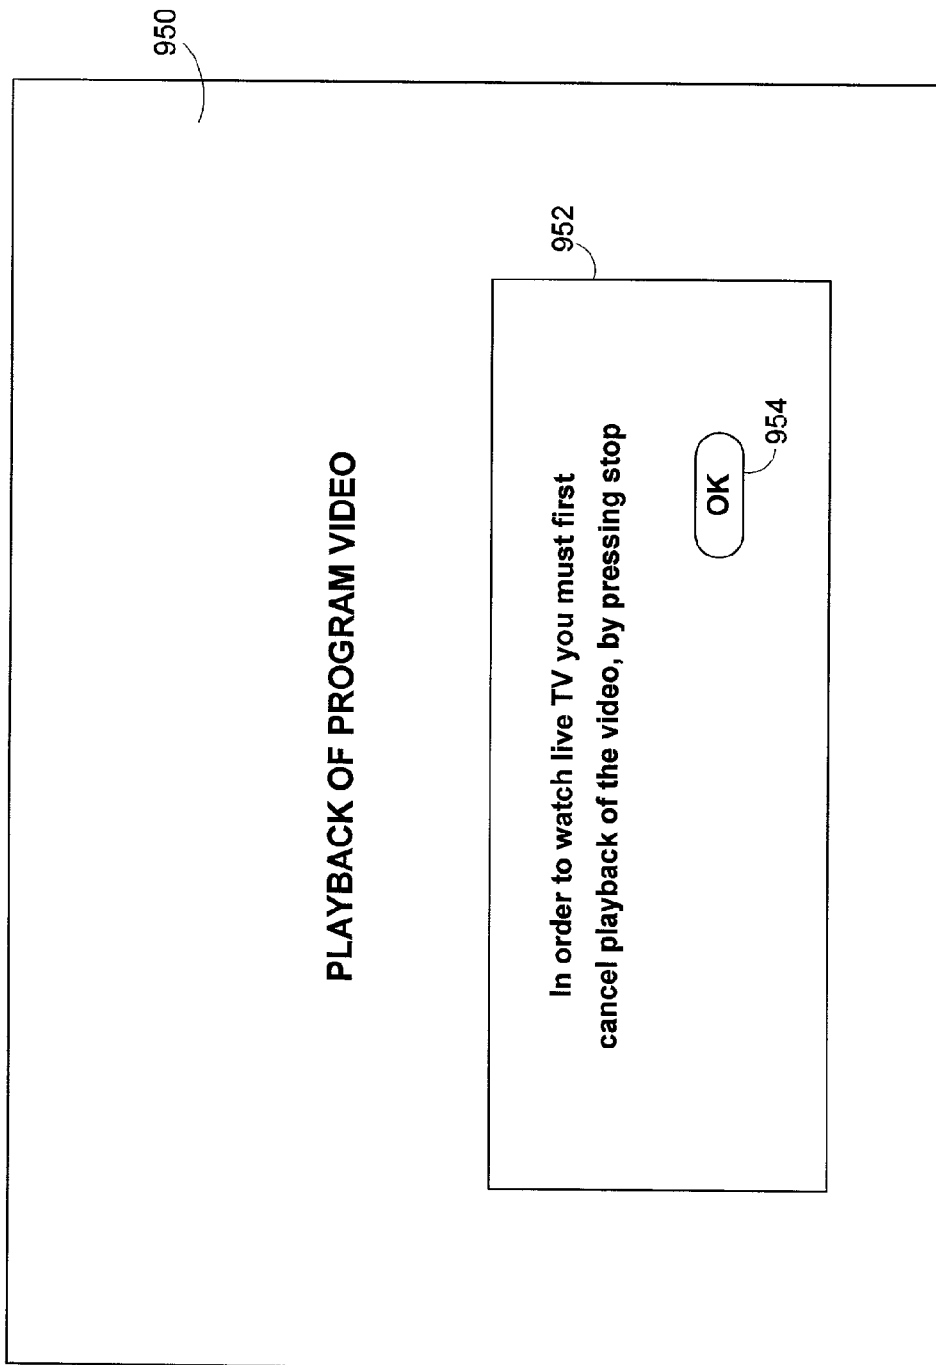 950
PLAYBACK OF PROGRAM VIDEO
952
In order to watch live TV you must first
cancel playback of the video, by pressing stop
OK
954